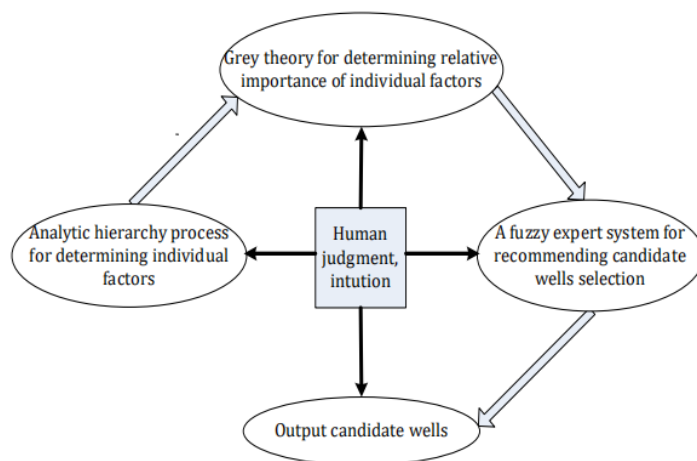 Grey theory for determining relative
importance of individual factors
Analytic hierarchy process
for determining individual
factors
Human
judgment,
intution
A fuzzy expert system for
recommending candidate
wells selection
Output candidate wells